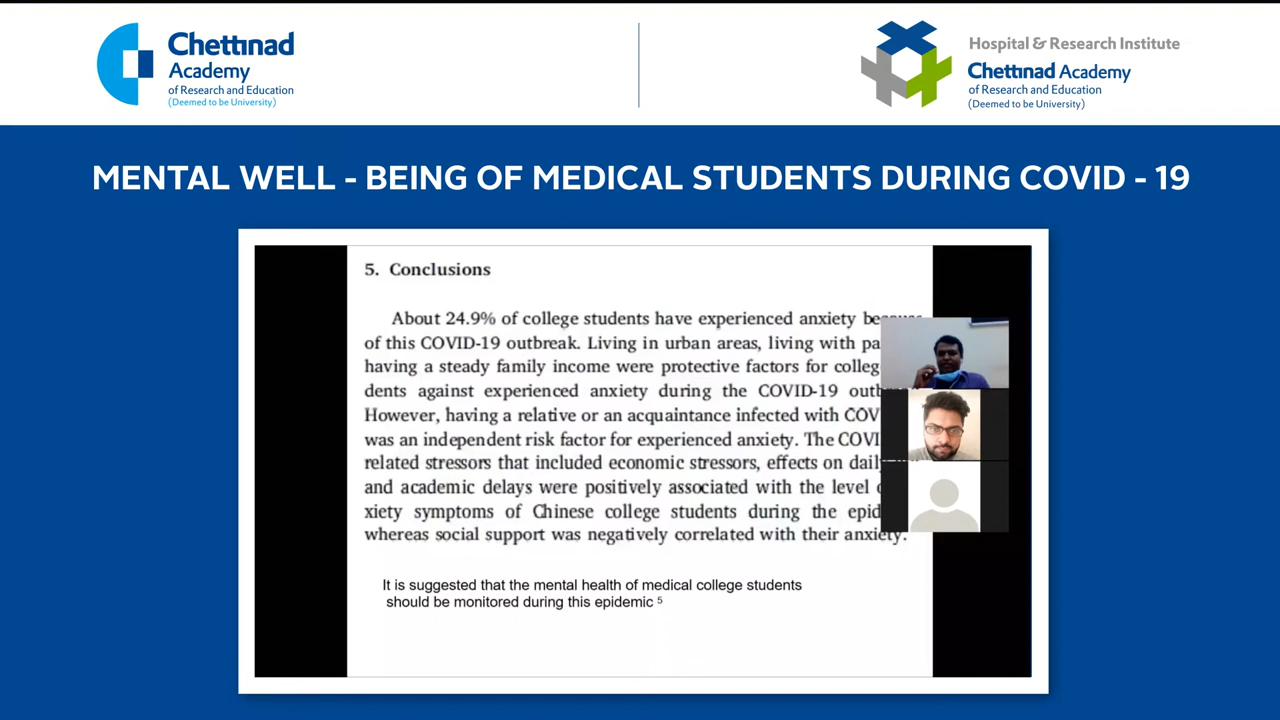 Chettinad
Academy
of Research and Education
(Deemed to be University)
Hospital & Research Institute
Chettinad Academy
of Research and Education
(Deemed to be University)
MENTAL WELL - BEING OF MEDICAL STUDENTS DURING COVID - 19
5. Conclusions
About 24.9% of college students have experienced anxiety
of this COVID-19 outbreak. Living in urban areas, living with
having a steady family income were protective factors for
dents against experienced anxiety during the COVID-19
However, having a relative or an acquaintance infected with
was an independent risk factor for experienced anxiety. The
related stressors that included economic stressors, effects on
and academic delays were positively associated with the level
xiety symptoms of Chinese college students during the
whereas social support was negatively correlated with their anxiety.
It is suggested that the mental health of medical college students
should be monitored during this epidemic 5